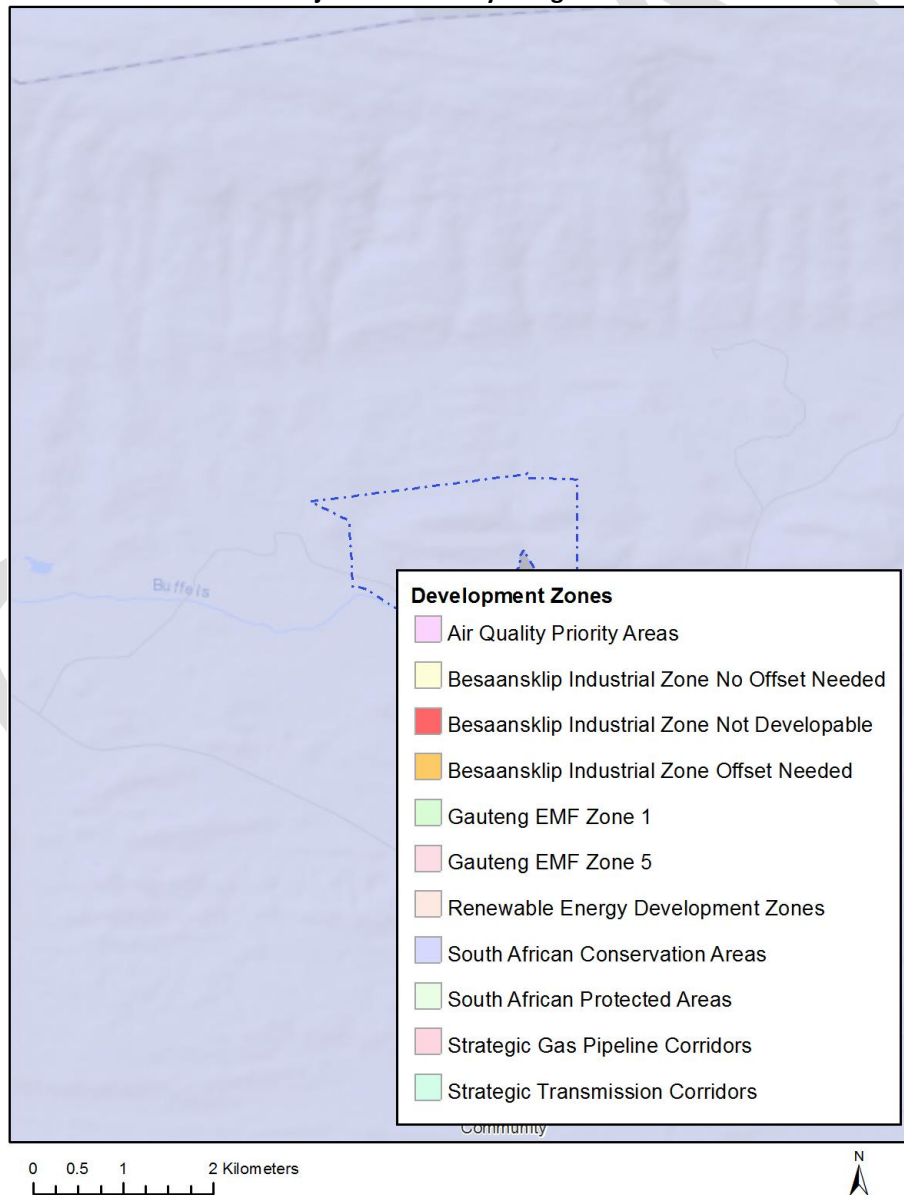 Buffels
Development Zones
Air Quality Priority Areas
Besaansklip Industrial Zone No Offset Needed
Besaansklip Industrial Zone Not Developable
Besaansklip Industrial Zone Offset Needed
Gauteng EMF Zone 1
Gauteng EMF Zone 5
Renewable Energy Development Zones
South African Conservation Areas
South African Protected Areas
Strategic Gas Pipeline Corridors
Strategic Transmission Corridors
Community
0 0.5 1 2 Kilometers
N